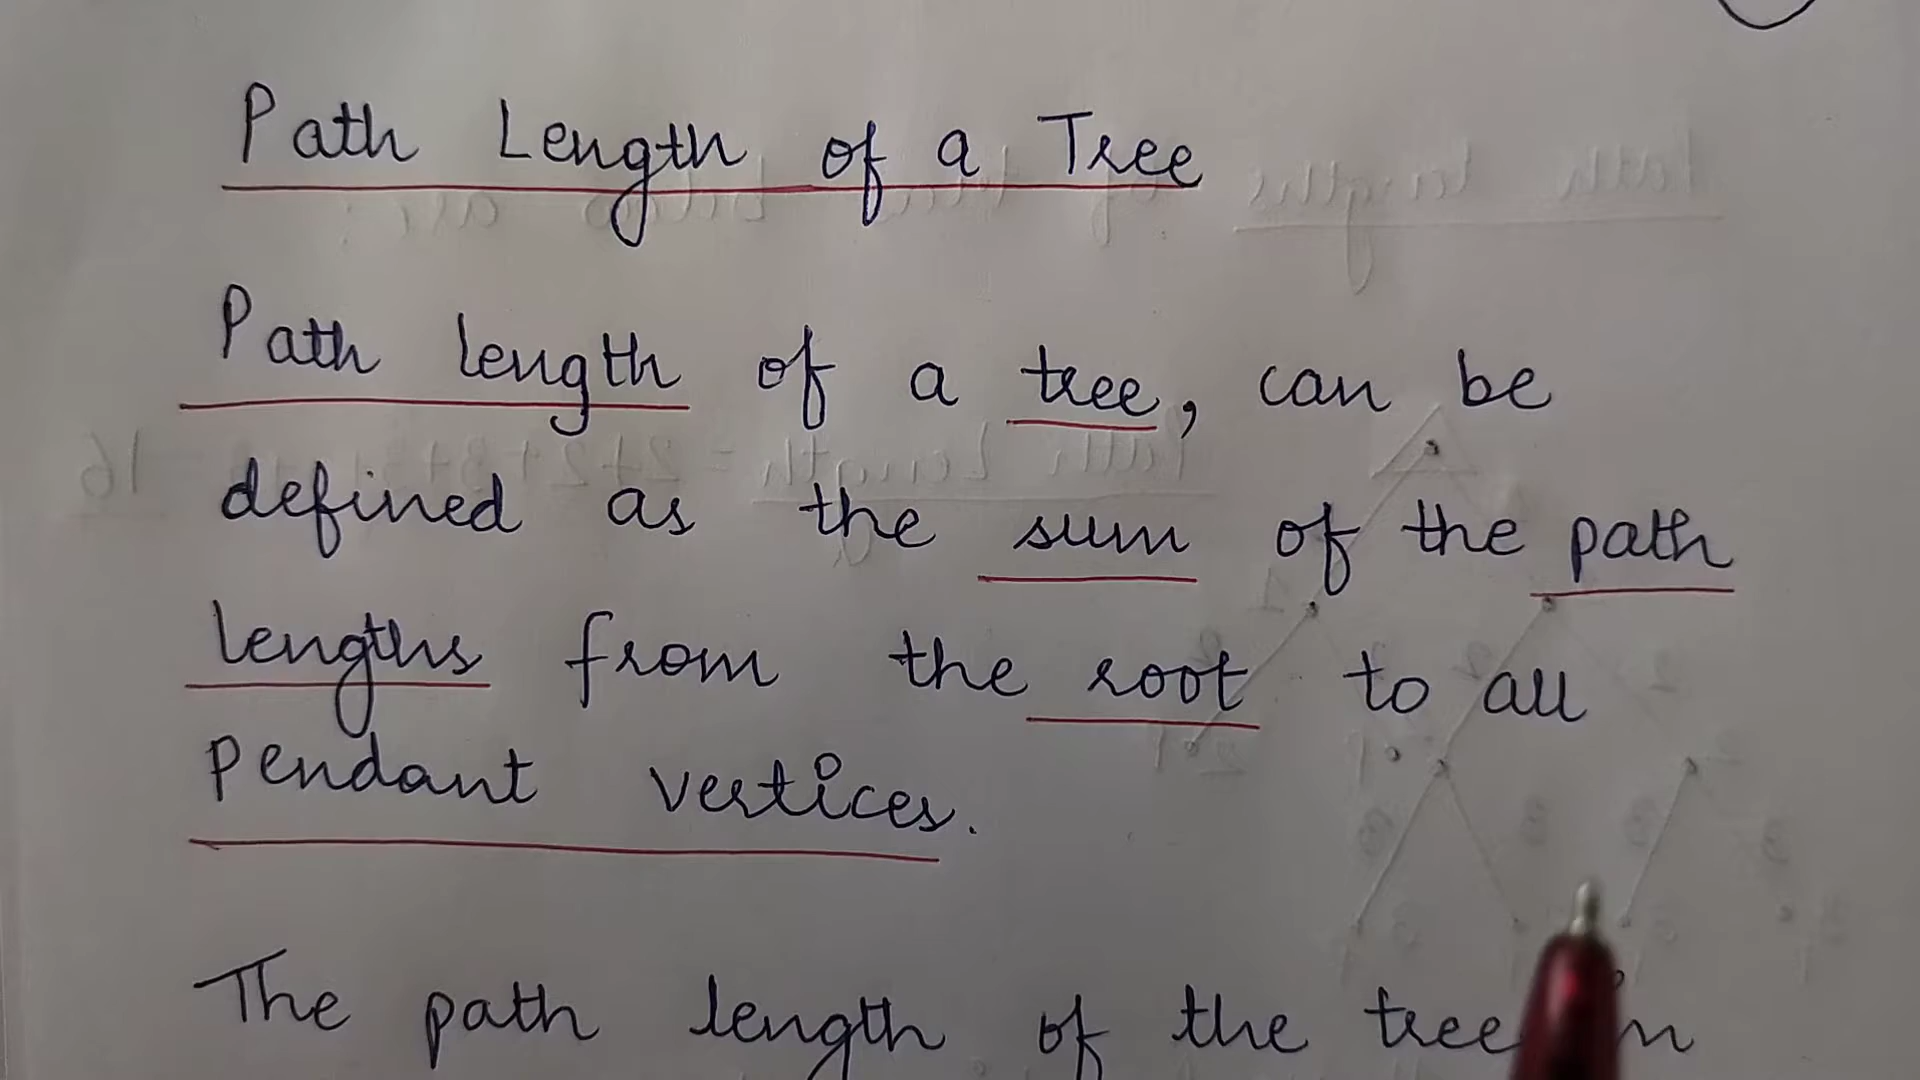 Path Length of a Tree
Path length of a tree, can be
defined as the sum of the path
lengths from the root to all
pendant vertices.
The path length of the tree in